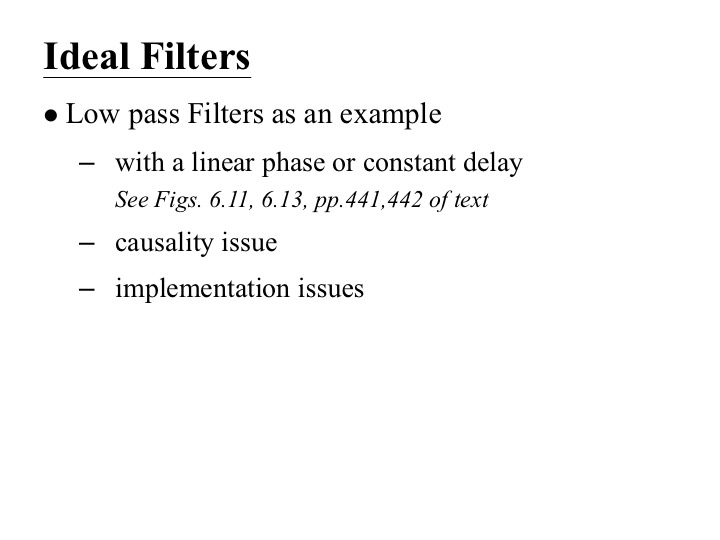 Ideal Filters
● Low pass Filters as an example
– with a linear phase or constant delay
See Figs. 6.11, 6.13, pp.441,442 of text
– causality issue
– implementation issues